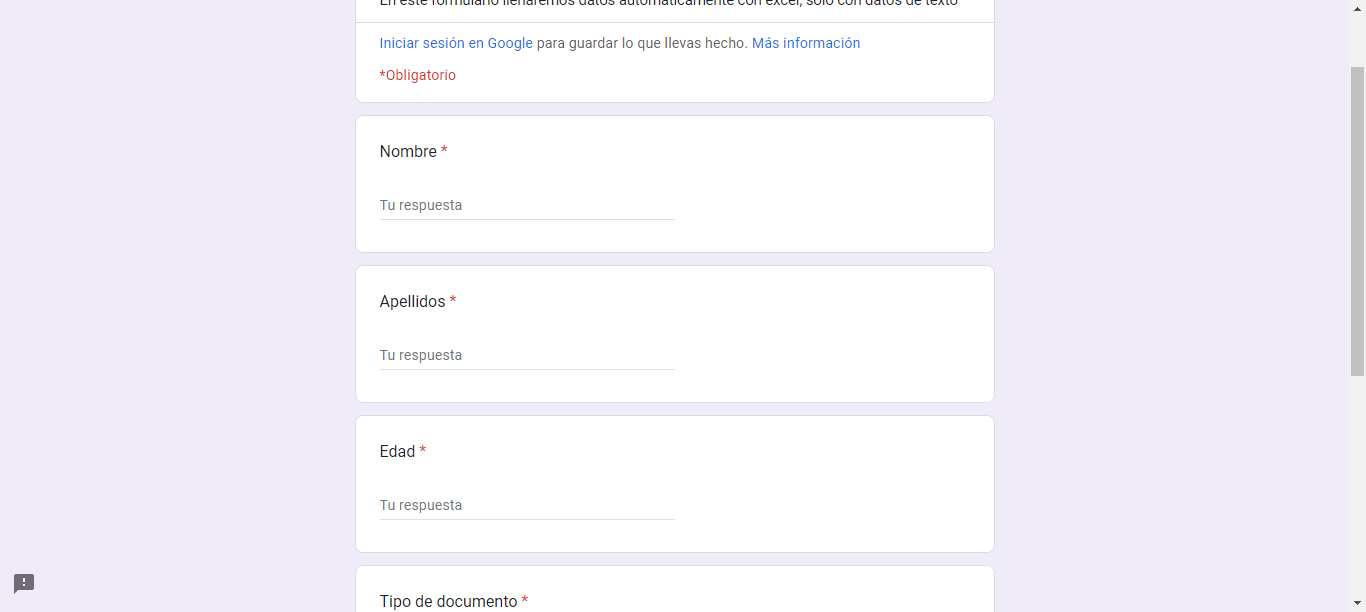 En este formulario llenaremos datos automáticamente con excel, solo con datos de texto
Iniciar sesión en Google para guardar lo que llevas hecho. Más información
*Obligatorio
Nombre *
Tu respuesta
Apellidos *
Tu respuesta
Edad *
Tu respuesta
Tipo de documento *